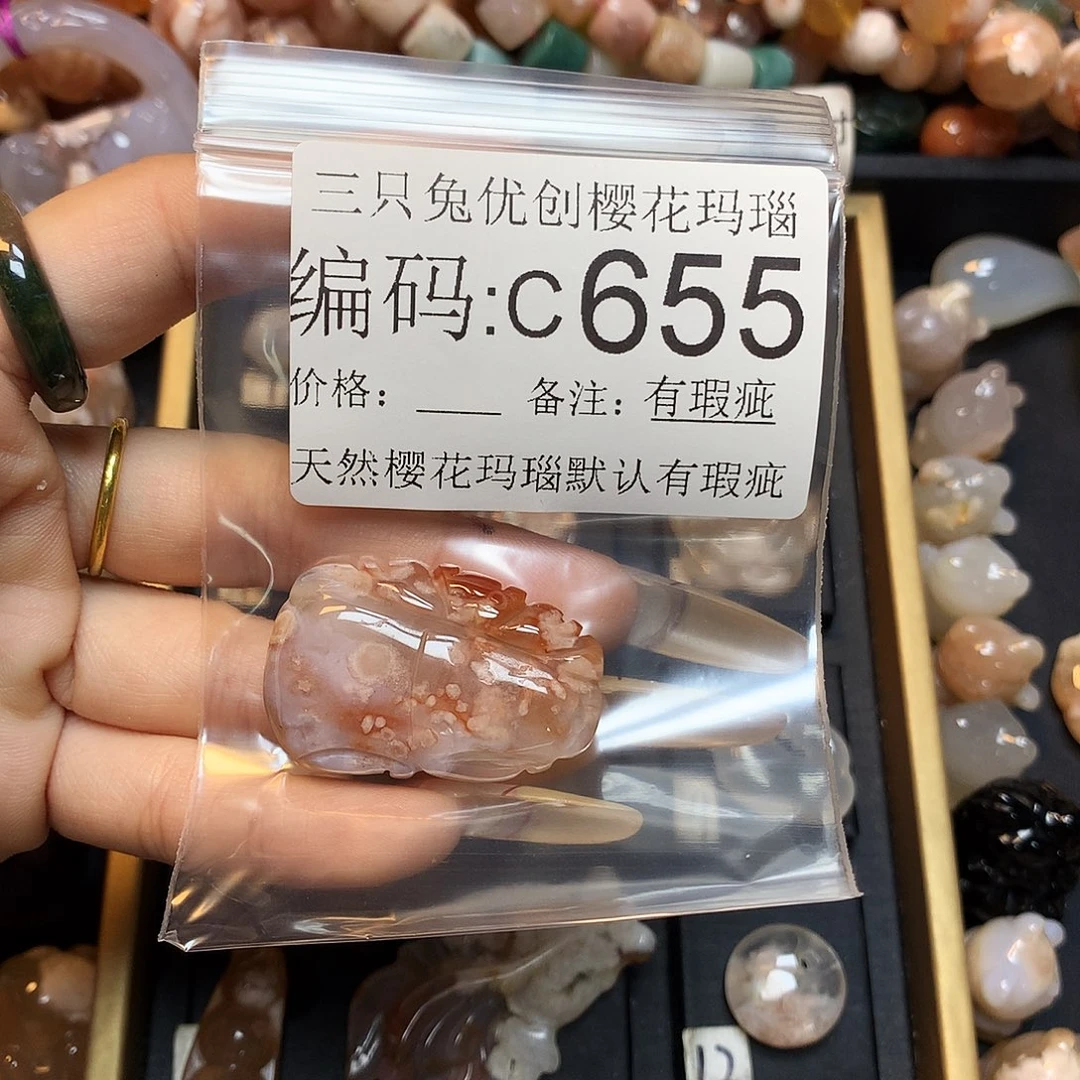 三只兔优创樱花玛瑙
编码:C655
价格：____ 备注：有瑕疵
天然樱花玛瑙默认有瑕疵